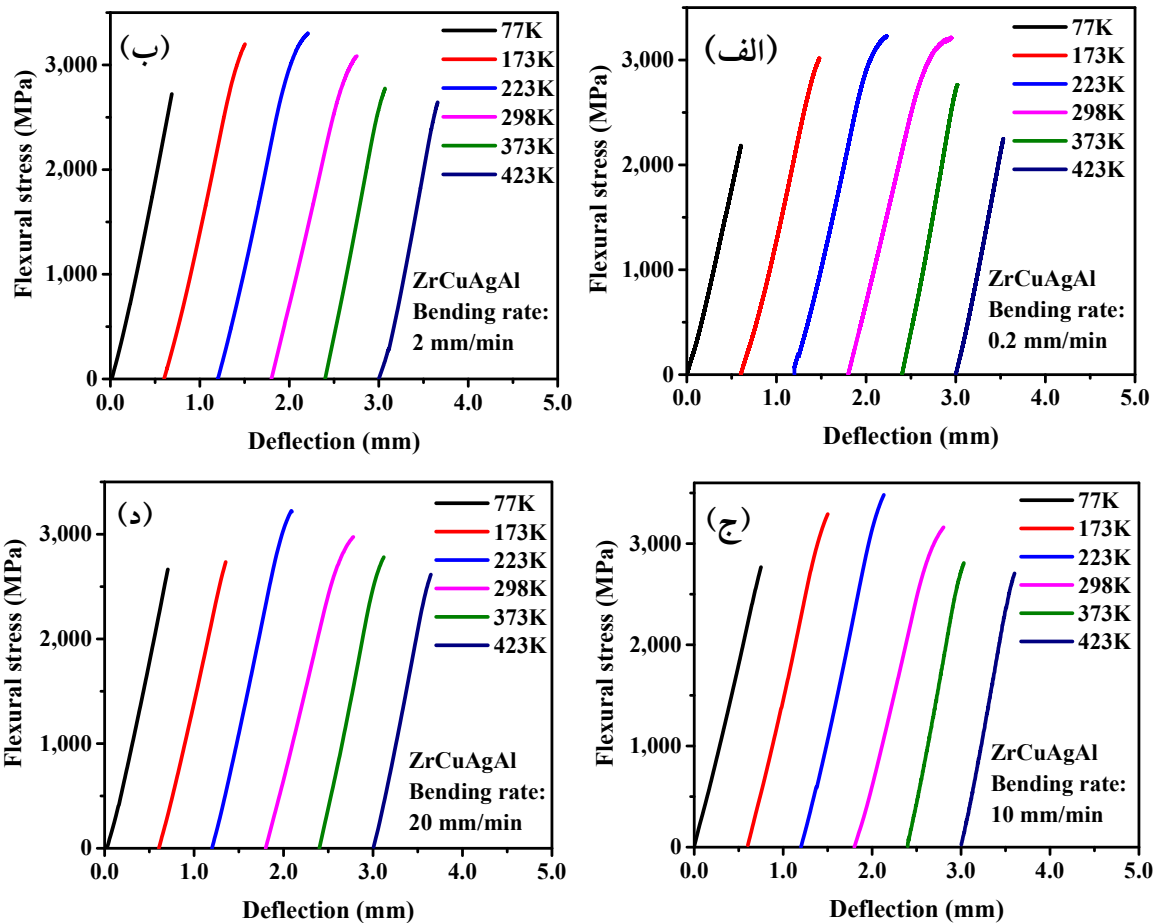 (ب)
77K
173K
223K
298K
373K
423K
3,000
2,000
1,000
0
Flexural stress (MPa)
ZrCuAgAl
Bending rate:
2 mm/min
0.0 1.0 2.0 3.0 4.0 5.0
Deflection (mm)
(الف)
77K
173K
223K
298K
373K
423K
3,000
2,000
1,000
0
Flexural stress (MPa)
ZrCuAgAl
Bending rate:
0.2 mm/min
0.0 1.0 2.0 3.0 4.0 5.0
Deflection (mm)
(د)
77K
173K
223K
298K
373K
423K
3,000
2,000
1,000
0
Flexural stress (MPa)
ZrCuAgAl
Bending rate:
20 mm/min
0.0 1.0 2.0 3.0 4.0 5.0
Deflection (mm)
(ج)
77K
173K
223K
298K
373K
423K
3,000
2,000
1,000
0
Flexural stress (MPa)
ZrCuAgAl
Bending rate:
10 mm/min
0.0 1.0 2.0 3.0 4.0 5.0
Deflection (mm)